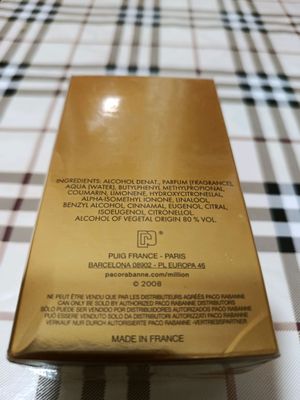 INGREDIENTS: ALCOHOL DENAT., PARFUM (FRAGRANCE),
AQUA (WATER), BUTYLPHENYL METHYLPROPIONAL,
COUMARIN, LIMONENE, HYDROXYCITRONELLAL,
ALPHA-ISOMETHYL IONONE, LINALOOL,
BENZYL ALCOHOL, CINNAMAL, EUGENOL, CITRAL,
ISOEUGENOL, CITRONELLOL.
ALCOHOL OF VEGETAL ORIGIN 80 % VOL.
PUIG FRANCE - PARIS
BARCELONA 08902 - PL. EUROPA 46
pacorabanne.com/million
© 2008
NE PEUT ÊTRE VENDU QUE PAR LES DISTRIBUTEURS AGRÉÉS PACO RABANNE
CAN ONLY BE SOLD BY AUTHORIZED PACO RABANNE DISTRIBUTORS
SÓLO PUEDE SER VENDIDO POR DISTRIBUIDORES AUTORIZADOS PACO RABANNE
PUÒ ESSERE VENDUTO SOLO DA DISTRIBUTORI AUTORIZZATI PACO RABANNE
VERKAUF NUR DURCH AUTORISIERTE PACO RABANNE-VERTRIEBSPARTNER
MADE IN FRANCE